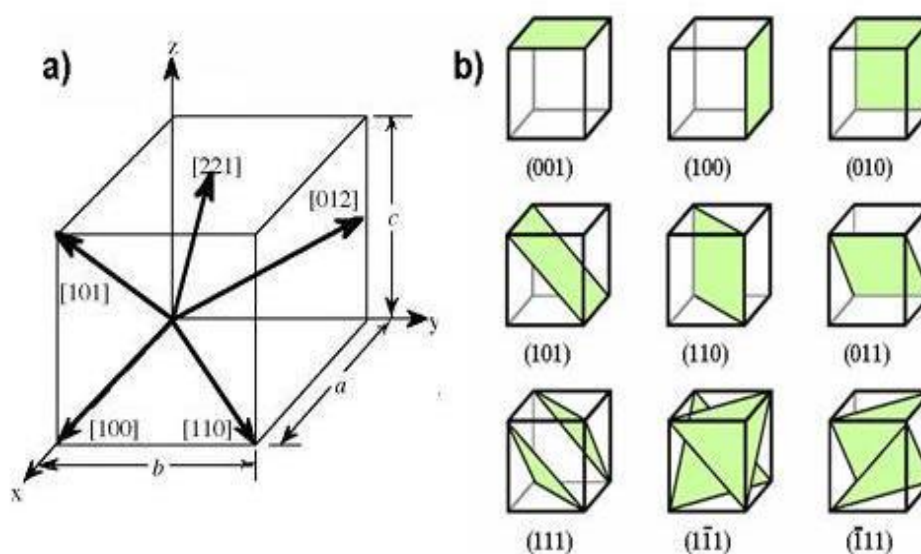 a)
z
[221]
[012]
c
[101]
y
a
[100]
[110]
b
x
b)
(001) (100) (010)
(101) (110) (011)
(111) (11̄1) (1̄11)